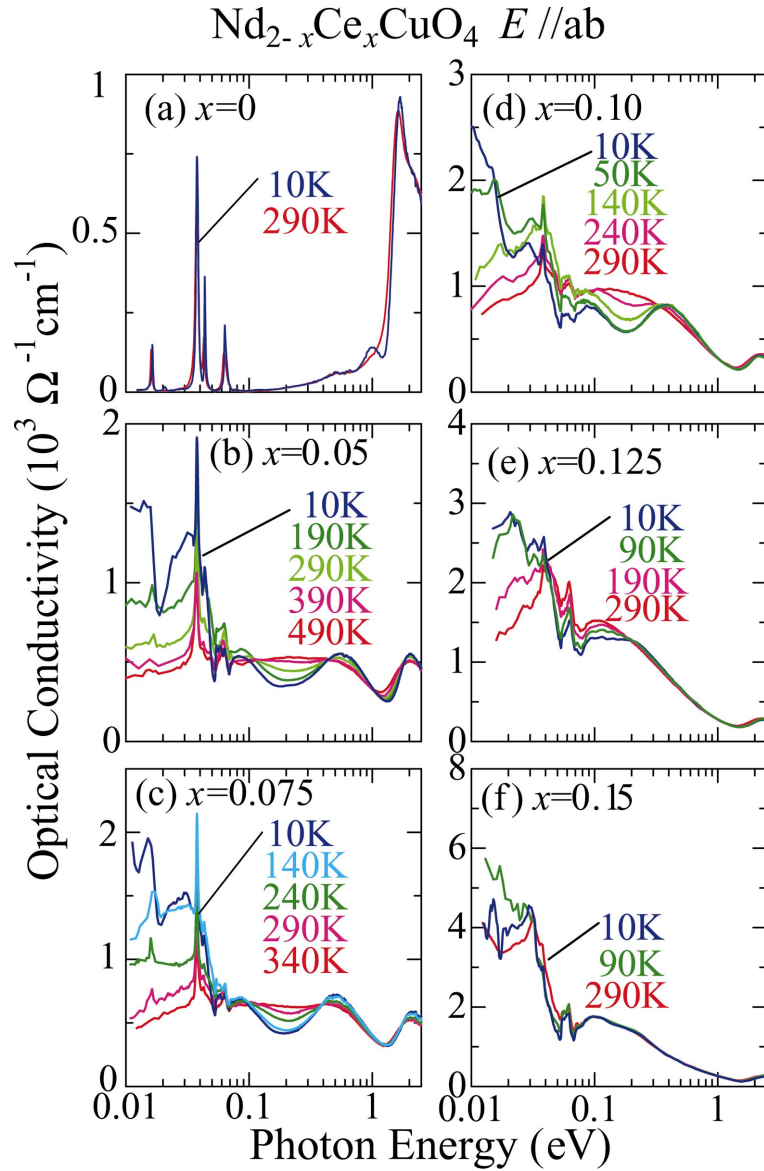 Nd2-xCexCuO4 E //ab
Optical Conductivity (10³ Ω⁻¹cm⁻¹)
(a) x=0
1
0.5
0
10K
290K
(b) x=0.05
2
1
0
10K
190K
290K
390K
490K
(c) x=0.075
2
1
0
10K
140K
240K
290K
340K
0.01
0.1
1
(d) x=0.10
3
2
1
0
10K
50K
140K
240K
290K
(e) x=0.125
4
3
2
1
0
10K
90K
190K
290K
(f) x=0.15
8
6
4
2
0
10K
90K
290K
0.01
0.1
1
Photon Energy (eV)